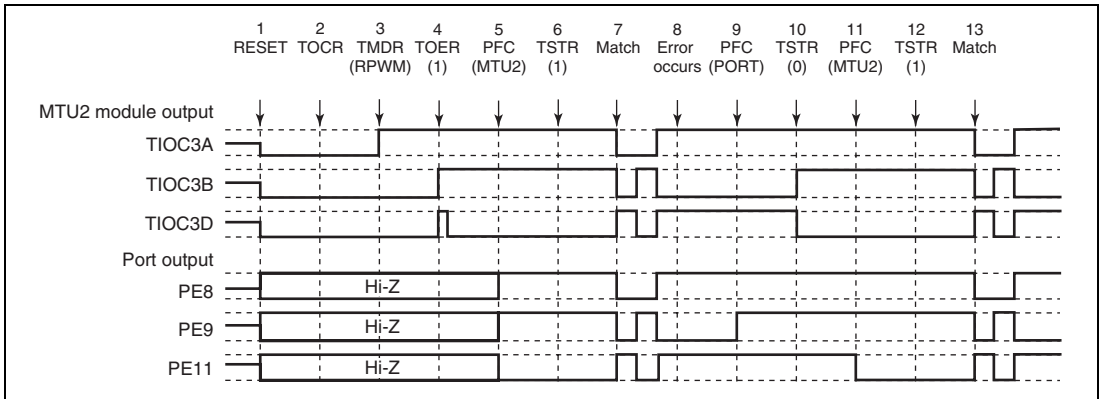 1 2 3 4 5 6 7 8 9 10 11 12 13
RESET TOCR TMDR TOER PFC TSTR Match Error PFC TSTR PFC TSTR Match
(RPWM) (1) (MTU2) (1) occurs (PORT) (0) (MTU2) (1)
MTU2 module output
TIOC3A
TIOC3B
TIOC3D
Port output
PE8 Hi-Z
PE9 Hi-Z
PE11 Hi-Z